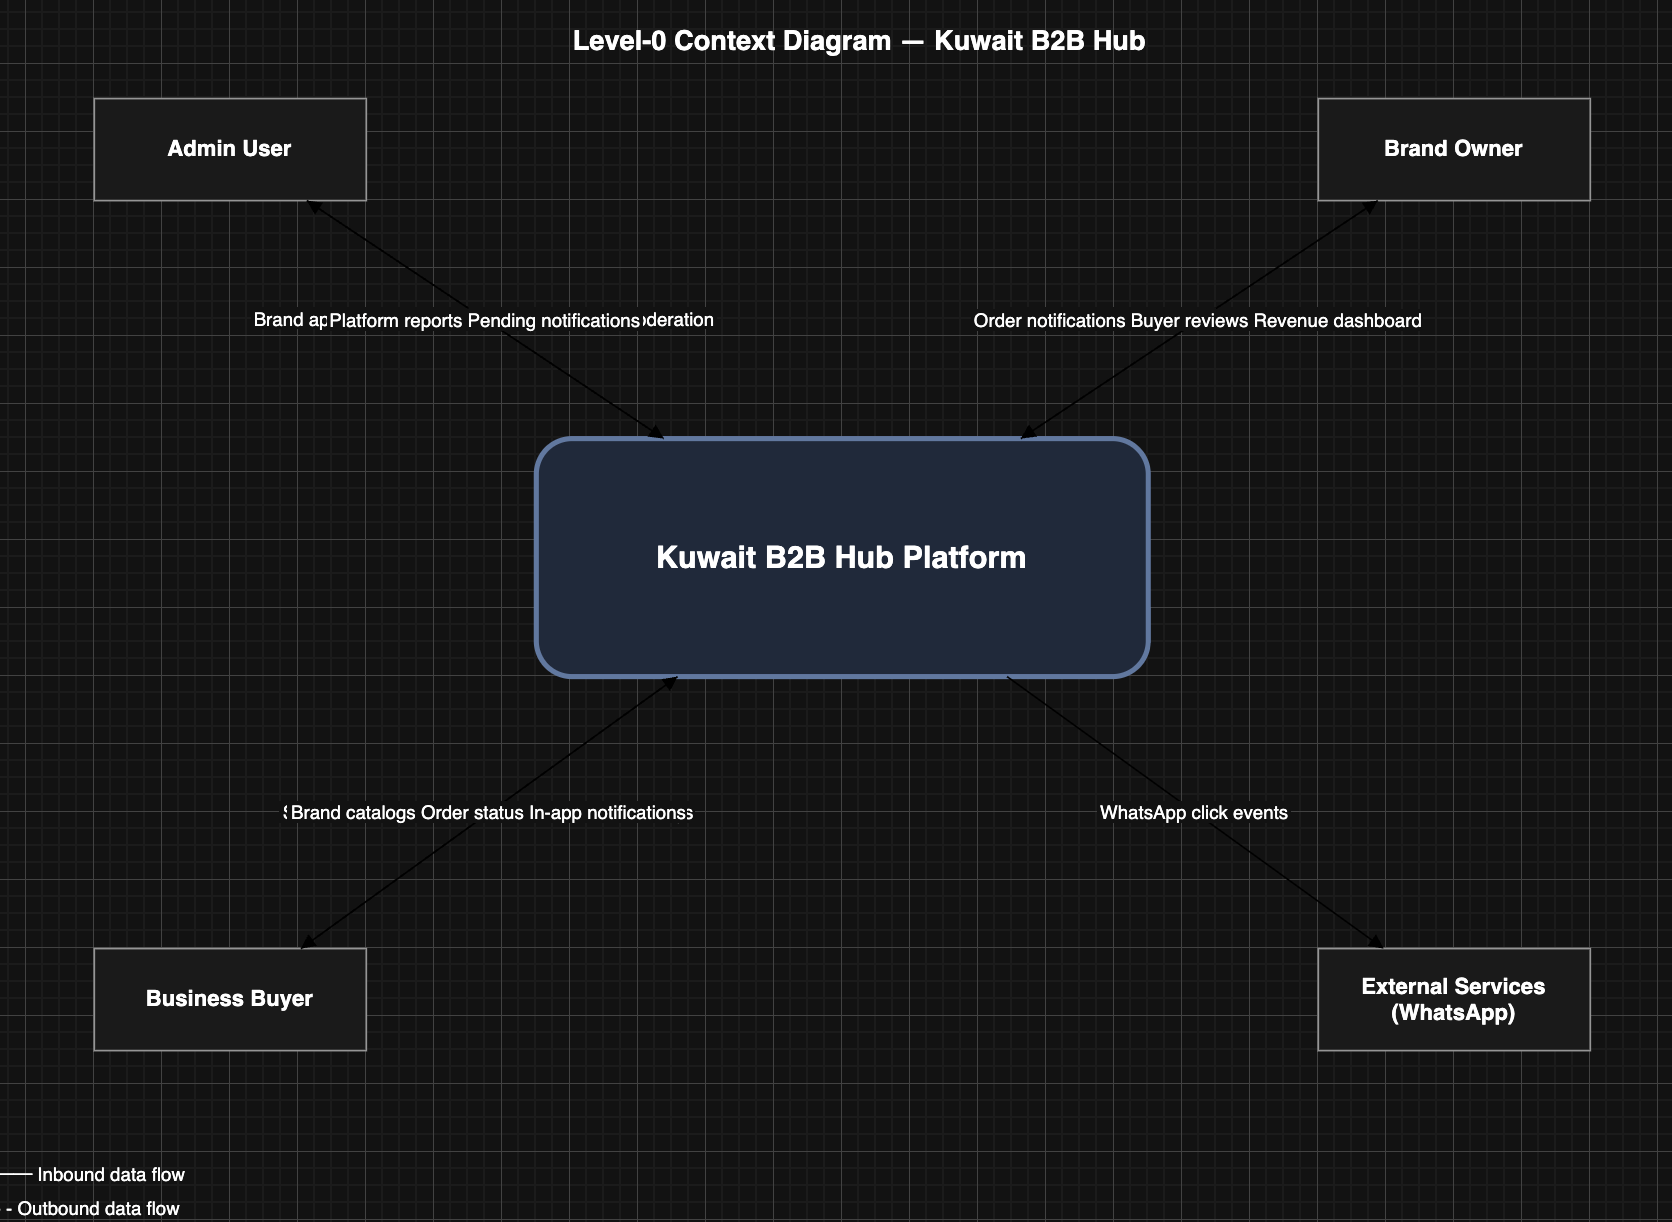 Level-0 Context Diagram — Kuwait B2B Hub
Admin User
Brand Owner
Brand Platform reports Pending notifications
Order notifications Buyer reviews Revenue dashboard
Kuwait B2B Hub Platform
Brand catalogs Order status In-app notifications
WhatsApp click events
Business Buyer
External Services
(WhatsApp)
Inbound data flow
- Outbound data flow